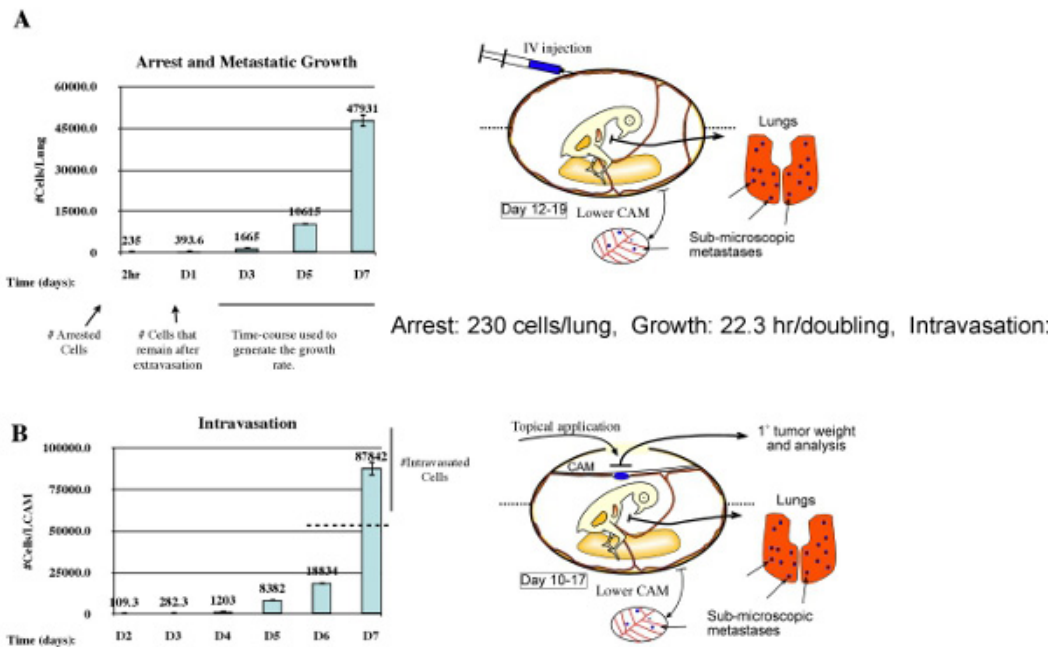 A
Arrest and Metastatic Growth
60000.0
45000.0
30000.0
15000.0
0
#Cells/Lung
235
393.6
1665
10615
47931
Time (days):
2hr
D1
D3
D5
D7
# Arrested
Cells
# Cells that
remain after
extravasation
Time-course used to
generate the growth
rate.
IV injection
Lungs
Day 12-19
Lower CAM
Sub-microscopic
metastases
Arrest: 230 cells/lung, Growth: 22.3 hr/doubling, Intravasation:
B
Intravasation
100000.0
75000.0
50000.0
25000.0
0
#Cells/LCAM
109.3
282.3
1203
8382
18834
87842
#Intravasated
Cells
Time (days):
D2
D3
D4
D5
D6
D7
Topical application
1˚ tumor weight
and analysis
CAM
Lungs
Day 10-17
Lower CAM
Sub-microscopic
metastases